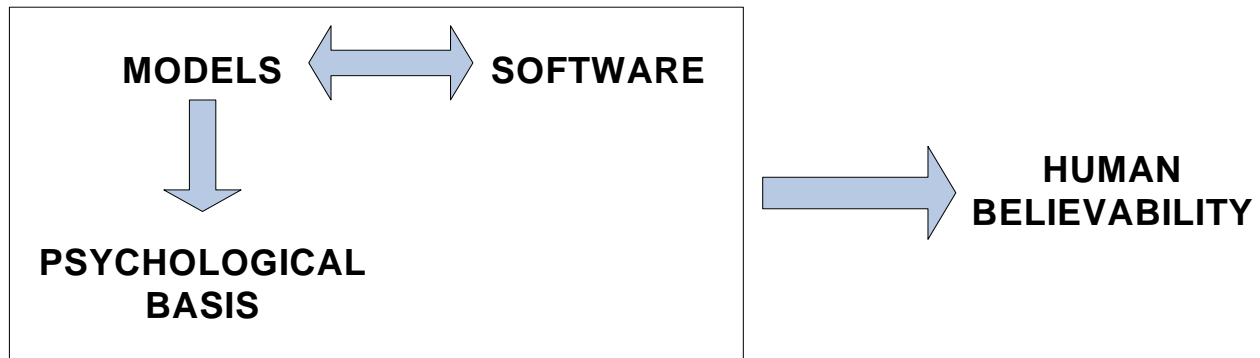 MODELS
SOFTWARE
PSYCHOLOGICAL
BASIS
HUMAN
BELIEVABILITY